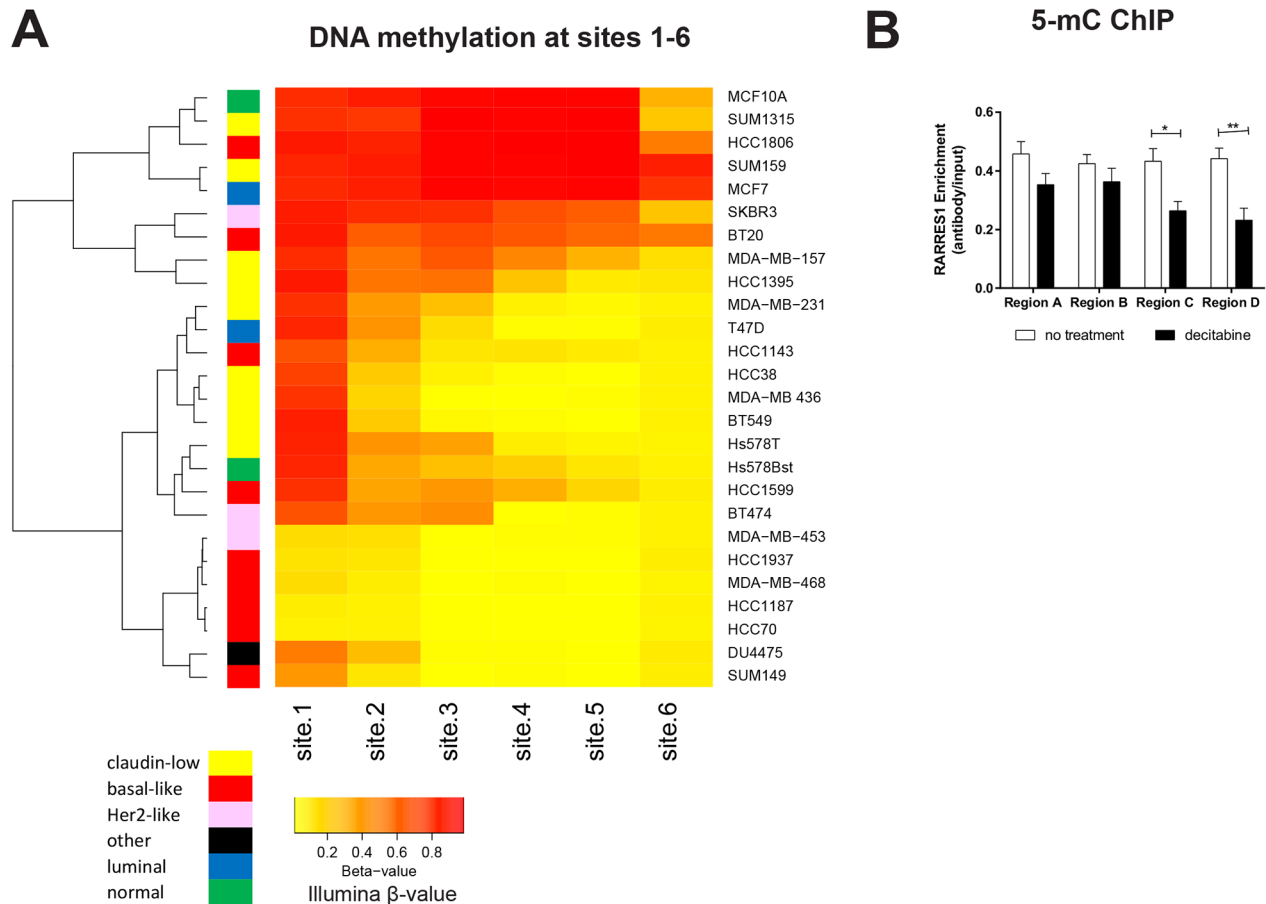 A
DNA methylation at sites 1-6
MCF10A
SUM1315
HCC1806
SUM159
MCF7
SKBR3
BT20
MDA−MB−157
HCC1395
MDA−MB−231
T47D
HCC1143
HCC38
MDA−MB 436
BT549
Hs578T
Hs578Bst
HCC1599
BT474
MDA−MB−453
HCC1937
MDA−MB−468
HCC1187
HCC70
DU4475
SUM149
site.1 site.2 site.3 site.4 site.5 site.6
claudin-low
basal-like
Her2-like
other
luminal
normal
0.2 0.4 0.6 0.8
Beta−value
Illumina β-value
B
5-mC ChIP
RARRES1 Enrichment
(antibody/input)
0.6
0.4
0.2
0.0
*
**
Region A Region B Region C Region D
no treatment decitabine